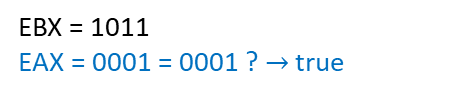 EBX = 1011
EAX = 0001 = 0001 ? → true